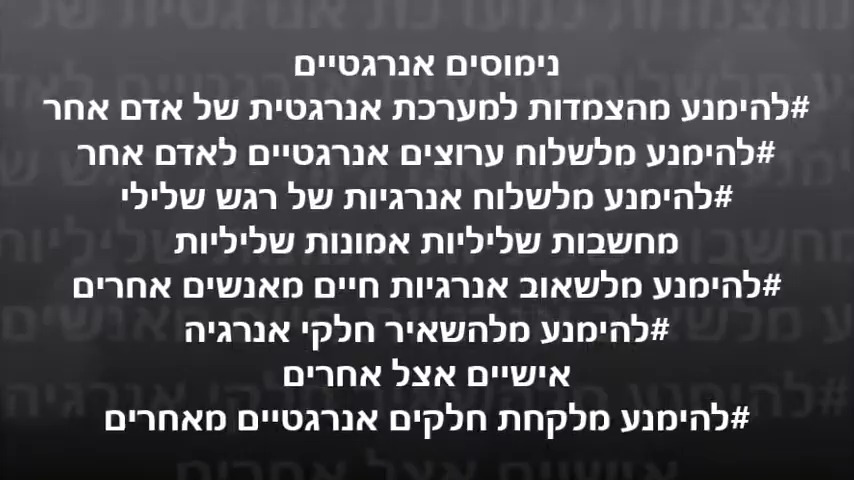 נימוסים אנרגטיים
#להימנע מהצמדות למערכת אנרגטית של אדם אחר
#להימנע מלשלוח ערוצים אנרגטיים לאדם אחר
#להימנע מלשלוח אנרגיות של רגש שלילי
מחשבות שליליות אמונות שליליות
#להימנע מלשאוב אנרגיות חיים מאנשים אחרים
#להימנע מלהשאיר חלקי אנרגיה
אישיים אצל אחרים
#להימנע מלקחת חלקים אנרגטיים מאחרים